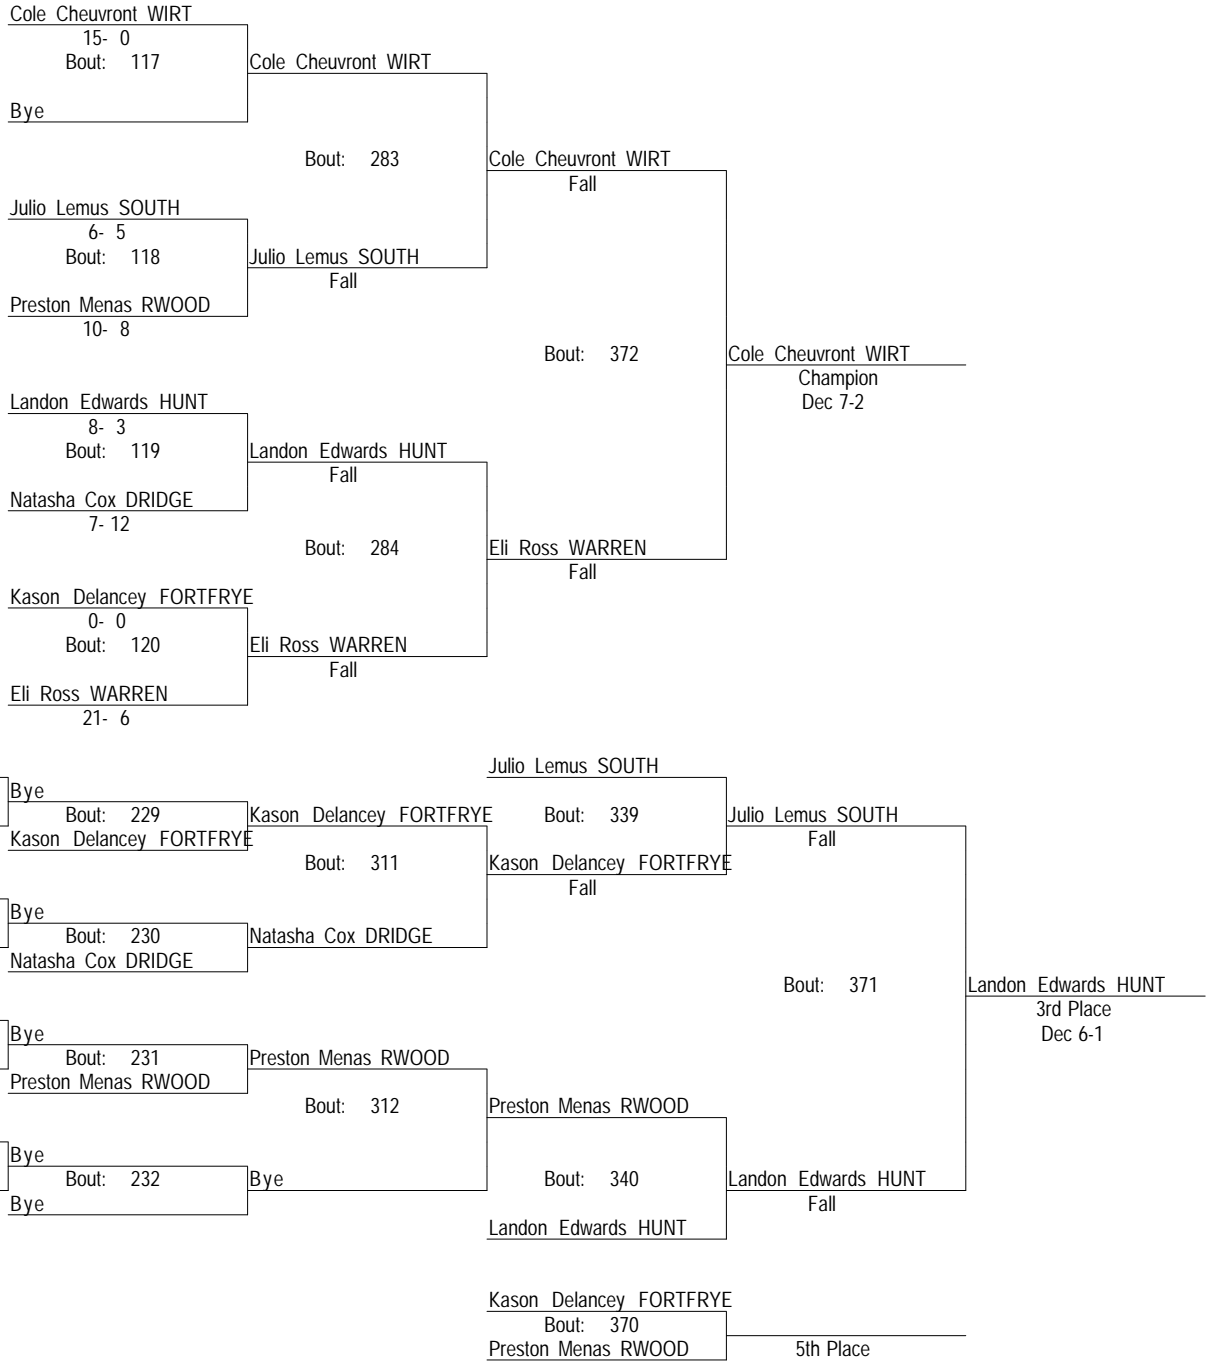 Cole Cheuvront WIRT
15- 0
Bout: 117
Cole Cheuvront WIRT
Bye
Bout: 283
Cole Cheuvront WIRT
Fall
Julio Lemus SOUTH
6- 5
Bout: 118
Julio Lemus SOUTH
Fall
Preston Menas RWOOD
10- 8
Bout: 372
Cole Cheuvront WIRT
Champion
Dec 7-2
Landon Edwards HUNT
8- 3
Bout: 119
Landon Edwards HUNT
Fall
Natasha Cox DRIDGE
7- 12
Bout: 284
Eli Ross WARREN
Fall
Kason Delancey FORTFRYE
0- 0
Bout: 120
Eli Ross WARREN
Fall
Eli Ross WARREN
21- 6
Julio Lemus SOUTH
Bye
Bout: 229
Kason Delancey FORTFRYE
Bout: 339
Julio Lemus SOUTH
Fall
Kason Delancey FORTFRYE
Bout: 311
Kason Delancey FORTFRYE
Fall
Bye
Bout: 230
Natasha Cox DRIDGE
Natasha Cox DRIDGE
Bout: 371
Landon Edwards HUNT
3rd Place
Dec 6-1
Bye
Bout: 231
Preston Menas RWOOD
Preston Menas RWOOD
Bout: 312
Preston Menas RWOOD
Bye
Bout: 232
Bye
Bout: 340
Landon Edwards HUNT
Fall
Bye
Landon Edwards HUNT
Kason Delancey FORTFRYE
Bout: 370
Preston Menas RWOOD
5th Place